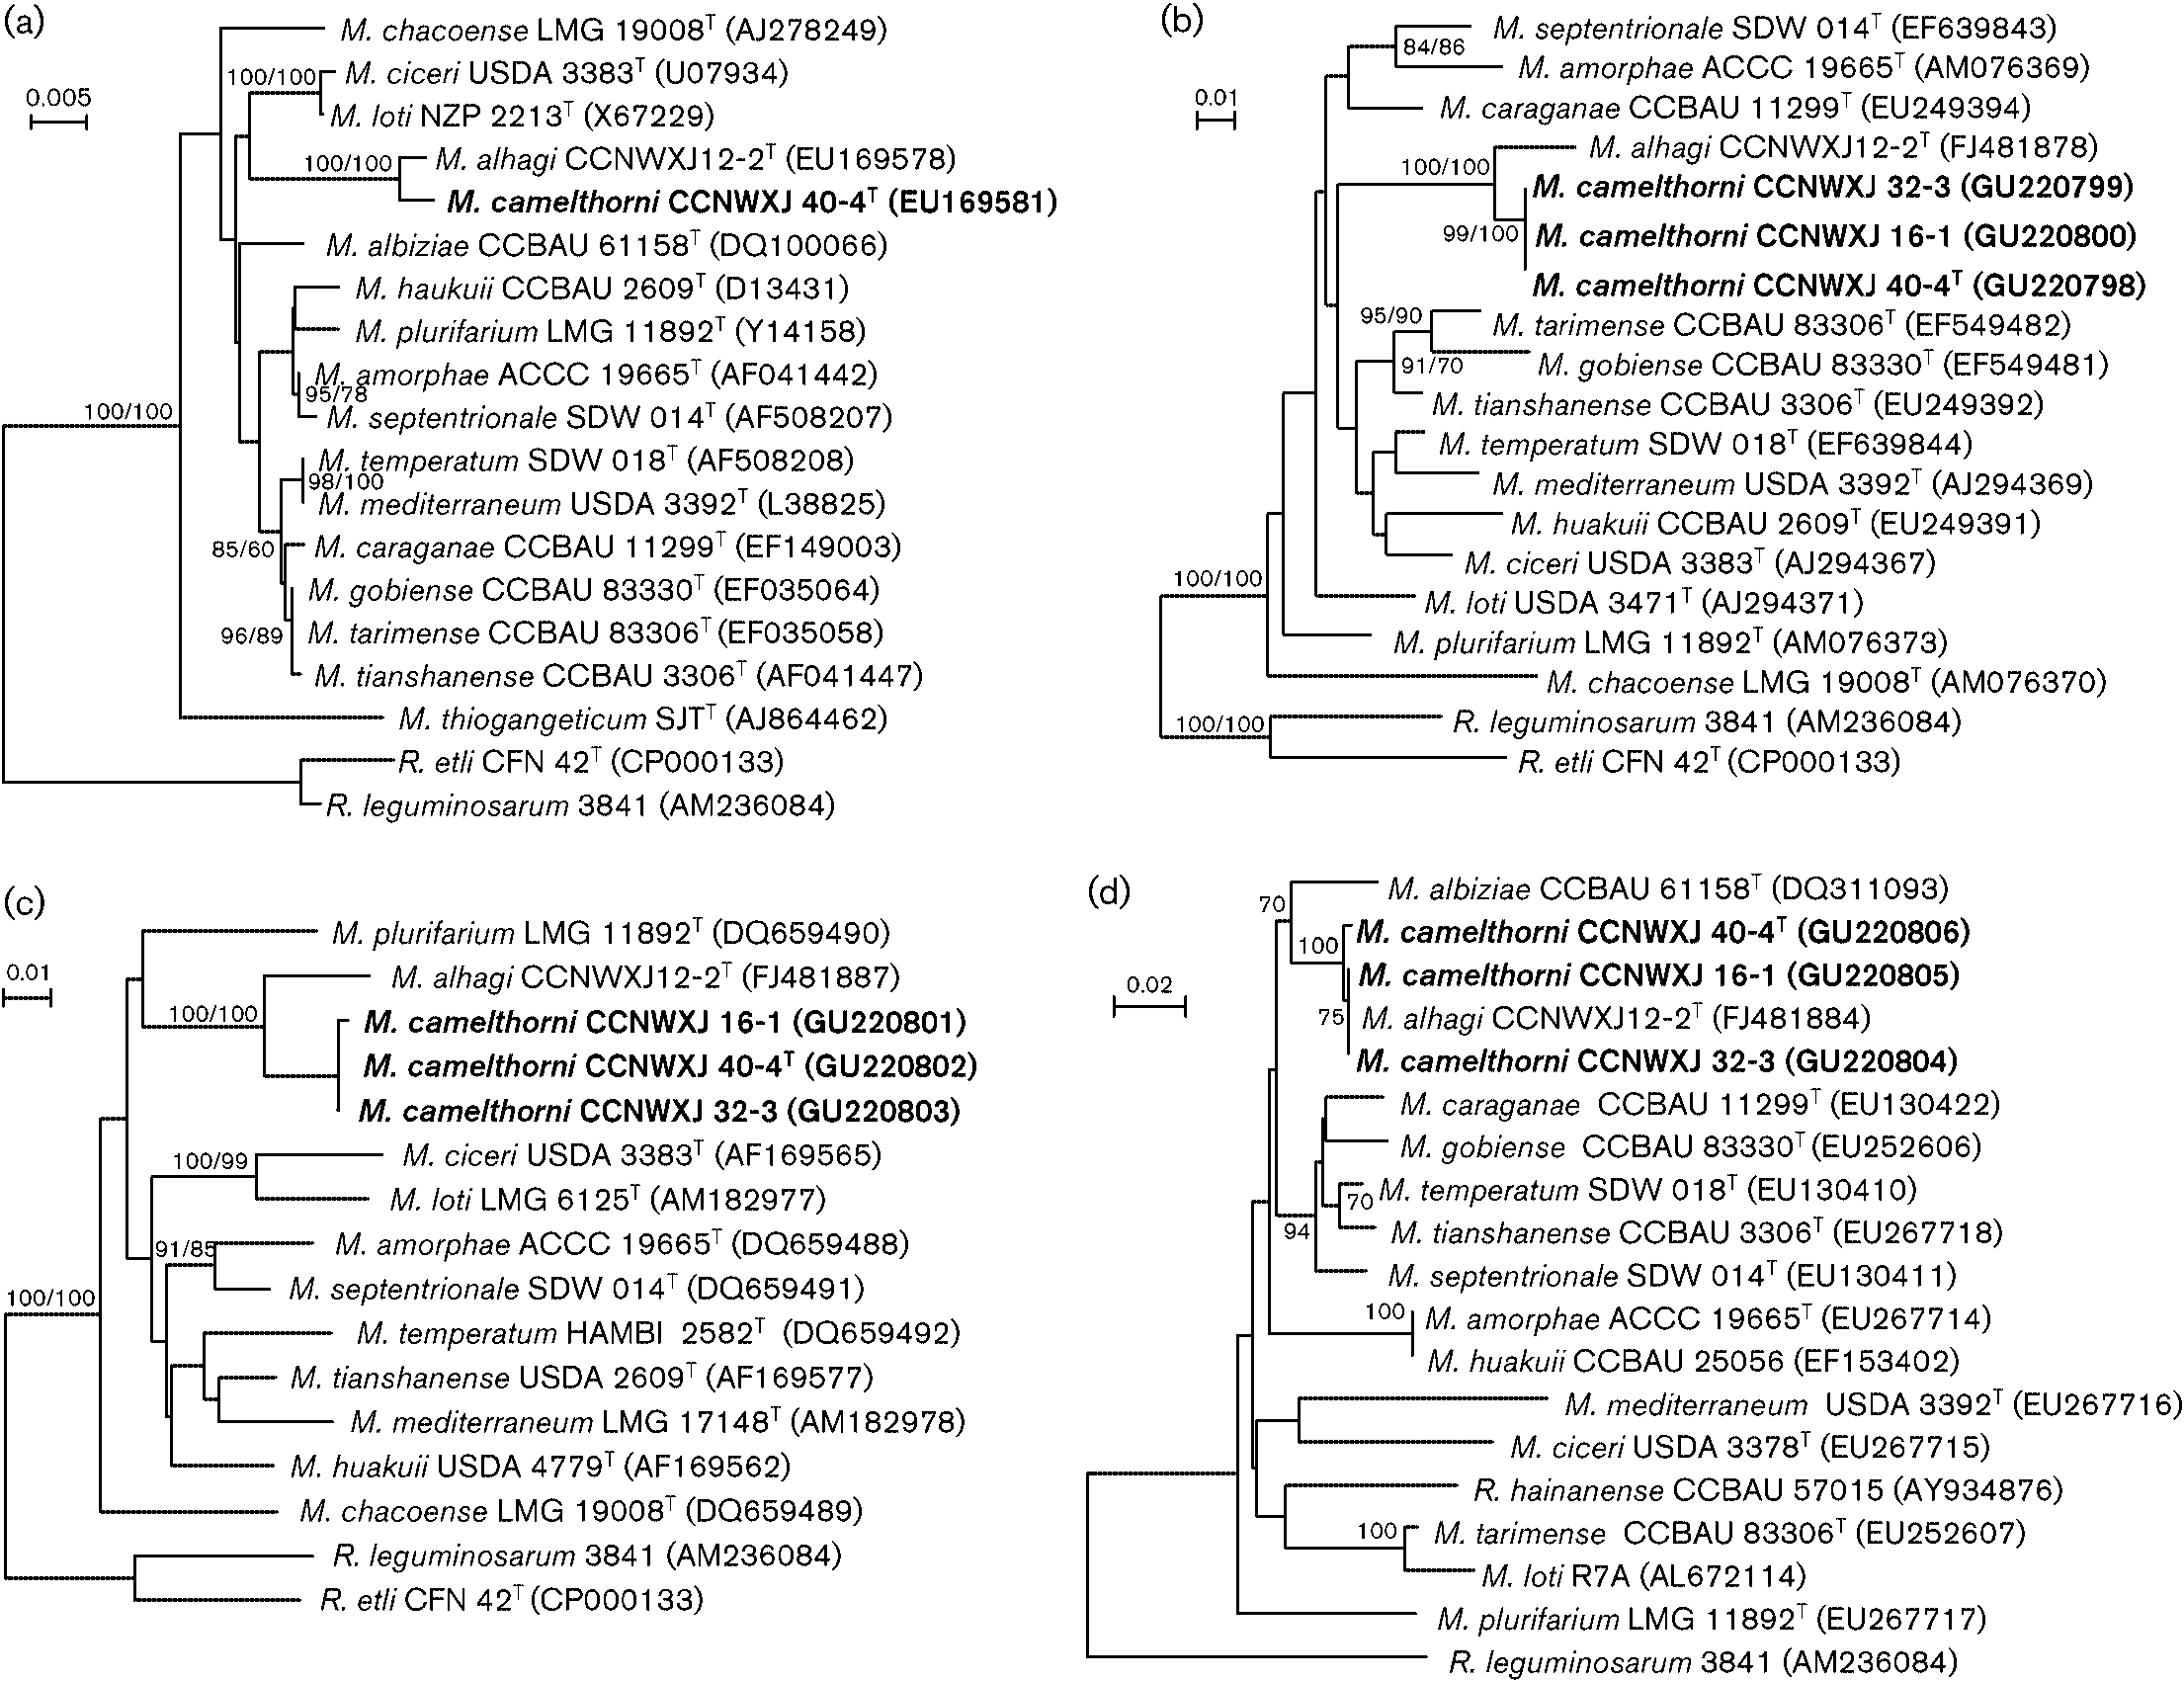 (a)
M. chacoense LMG 19008T (AJ278249)
100/100
M. ciceri USDA 3383T (U07934)
0.005
M. loti NZP 2213T (X67229)
100/100
M. alhagi CCNWXJ12-2T (EU169578)
M. camelthorni CCNWXJ 40-4T (EU169581)
M. albiziae CCBAU 61158T (DQ100066)
M. haukuii CCBAU 2609T (D13431)
M. plurifarium LMG 11892T (Y14158)
M. amorphae ACCC 19665T (AF041442)
95/78
100/100
M. septentrionale SDW 014T (AF508207)
M. temperatum SDW 018T (AF508208)
98/100
M. mediterraneum USDA 3392T (L38825)
85/60
M. caraganae CCBAU 11299T (EF149003)
M. gobiense CCBAU 83330T (EF035064)
96/89
M. tarimense CCBAU 83306T (EF035058)
M. tianshanense CCBAU 3306T (AF041447)
M. thiogangeticum SJTT (AJ864462)
R. etli CFN 42T (CP000133)
R. leguminosarum 3841 (AM236084)
(b)
M. septentrionale SDW 014T (EF639843)
84/86
M. amorphae ACCC 19665T (AM076369)
0.01
M. caraganae CCBAU 11299T (EU249394)
M. alhagi CCNWXJ12-2T (FJ481878)
100/100
M. camelthorni CCNWXJ 32-3 (GU220799)
99/100
M. camelthorni CCNWXJ 16-1 (GU220800)
M. camelthorni CCNWXJ 40-4T (GU220798)
95/90
M. tarimense CCBAU 83306T (EF549482)
91/70
M. gobiense CCBAU 83330T (EF549481)
M. tianshanense CCBAU 3306T (EU249392)
M. temperatum SDW 018T (EF639844)
M. mediterraneum USDA 3392T (AJ294369)
M. huakuii CCBAU 2609T (EU249391)
M. ciceri USDA 3383T (AJ294367)
100/100
M. loti USDA 3471T (AJ294371)
M. plurifarium LMG 11892T (AM076373)
M. chacoense LMG 19008T (AM076370)
100/100
R. leguminosarum 3841 (AM236084)
R. etli CFN 42T (CP000133)
(c)
M. plurifarium LMG 11892T (DQ659490)
0.01
M. alhagi CCNWXJ12-2T (FJ481887)
100/100
M. camelthorni CCNWXJ 16-1 (GU220801)
M. camelthorni CCNWXJ 40-4T (GU220802)
M. camelthorni CCNWXJ 32-3 (GU220803)
100/99
M. ciceri USDA 3383T (AF169565)
M. loti LMG 6125T (AM182977)
91/85
M. amorphae ACCC 19665T (DQ659488)
M. septentrionale SDW 014T (DQ659491)
100/100
M. temperatum HAMBI 2582T (DQ659492)
M. tianshanense USDA 2609T (AF169577)
M. mediterraneum LMG 17148T (AM182978)
M. huakuii USDA 4779T (AF169562)
M. chacoense LMG 19008T (DQ659489)
R. leguminosarum 3841 (AM236084)
R. etli CFN 42T (CP000133)
(d)
M. albiziae CCBAU 61158T (DQ311093)
70
M. camelthorni CCNWXJ 40-4T (GU220806)
100
M. camelthorni CCNWXJ 16-1 (GU220805)
0.02
75
M. alhagi CCNWXJ12-2T (FJ481884)
M. camelthorni CCNWXJ 32-3 (GU220804)
M. caraganae CCBAU 11299T (EU130422)
M. gobiense CCBAU 83330T (EU252606)
M. temperatum SDW 018T (EU130410)
70
M. tianshanense CCBAU 3306T (EU267718)
94
M. septentrionale SDW 014T (EU130411)
100
M. amorphae ACCC 19665T (EU267714)
M. huakuii CCBAU 25056 (EF153402)
M. mediterraneum USDA 3392T (EU267716)
M. ciceri USDA 3378T (EU267715)
R. hainanense CCBAU 57015 (AY934876)
100
M. tarimense CCBAU 83306T (EU252607)
M. loti R7A (AL672114)
M. plurifarium LMG 11892T (EU267717)
R. leguminosarum 3841 (AM236084)